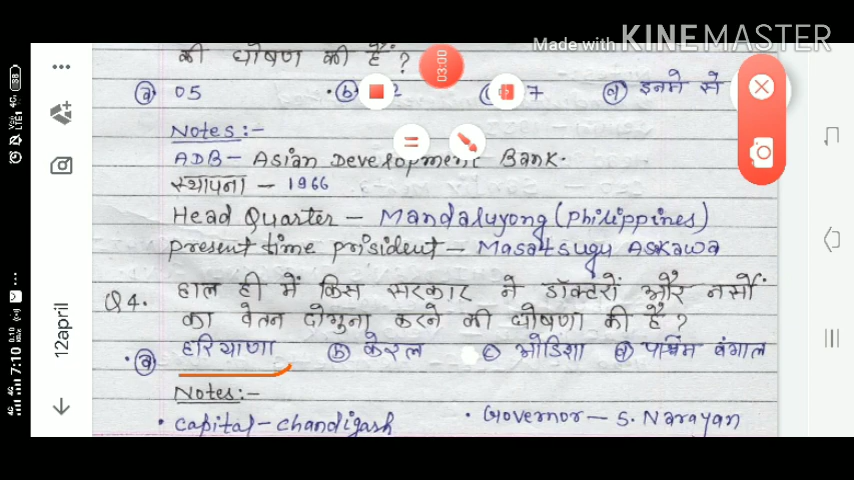 Made with KINEMASTER
की घोषण की हैं?
03:00
(a) 05
(b) 2
7
(d) इनमे से
Notes:-
ADB- Asian Development Bank.
स्थापना - 1966
Head Quarter - Mandaluyong (Philippines)
present time prisident - Masatsugu ASKawa
Q4. हाल ही में किस सरकार ने डॉक्टरों और नर्सों
का वेतन दोगुना करने की घोषणा की हैं?
(a) हरियाणा (b) केरल (c) ओडिशा (d) पश्चिम बंगाल
Notes:-
• Capital - chandigash • Governor - S. Narayan
12april
7:10